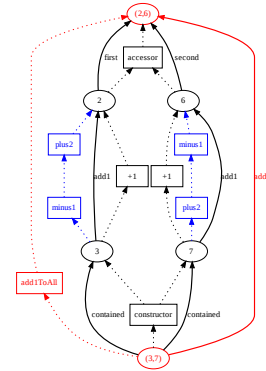 (2,6)
first
accessor
second
2
6
plus2
minus1
add1
+1
+1
add1
add
minus1
plus2
3
7
add1ToAll
contained
constructor
contained
(3,7)